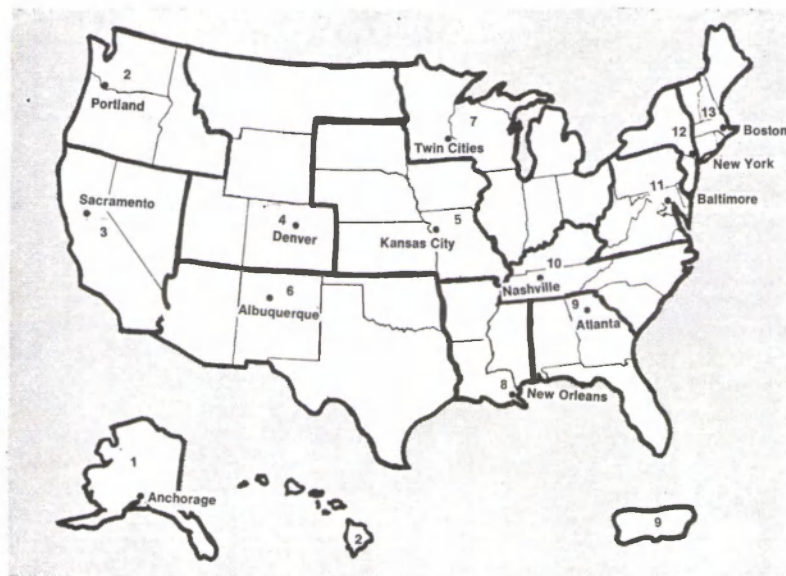 2
Portland
7
Twin Cities
13
Boston
12
New York
11
Baltimore
Sacramento
3
4
Denver
5
Kansas City
10
Nashville
6
Albuquerque
9
Atlanta
8
New Orleans
1
Anchorage
2
9